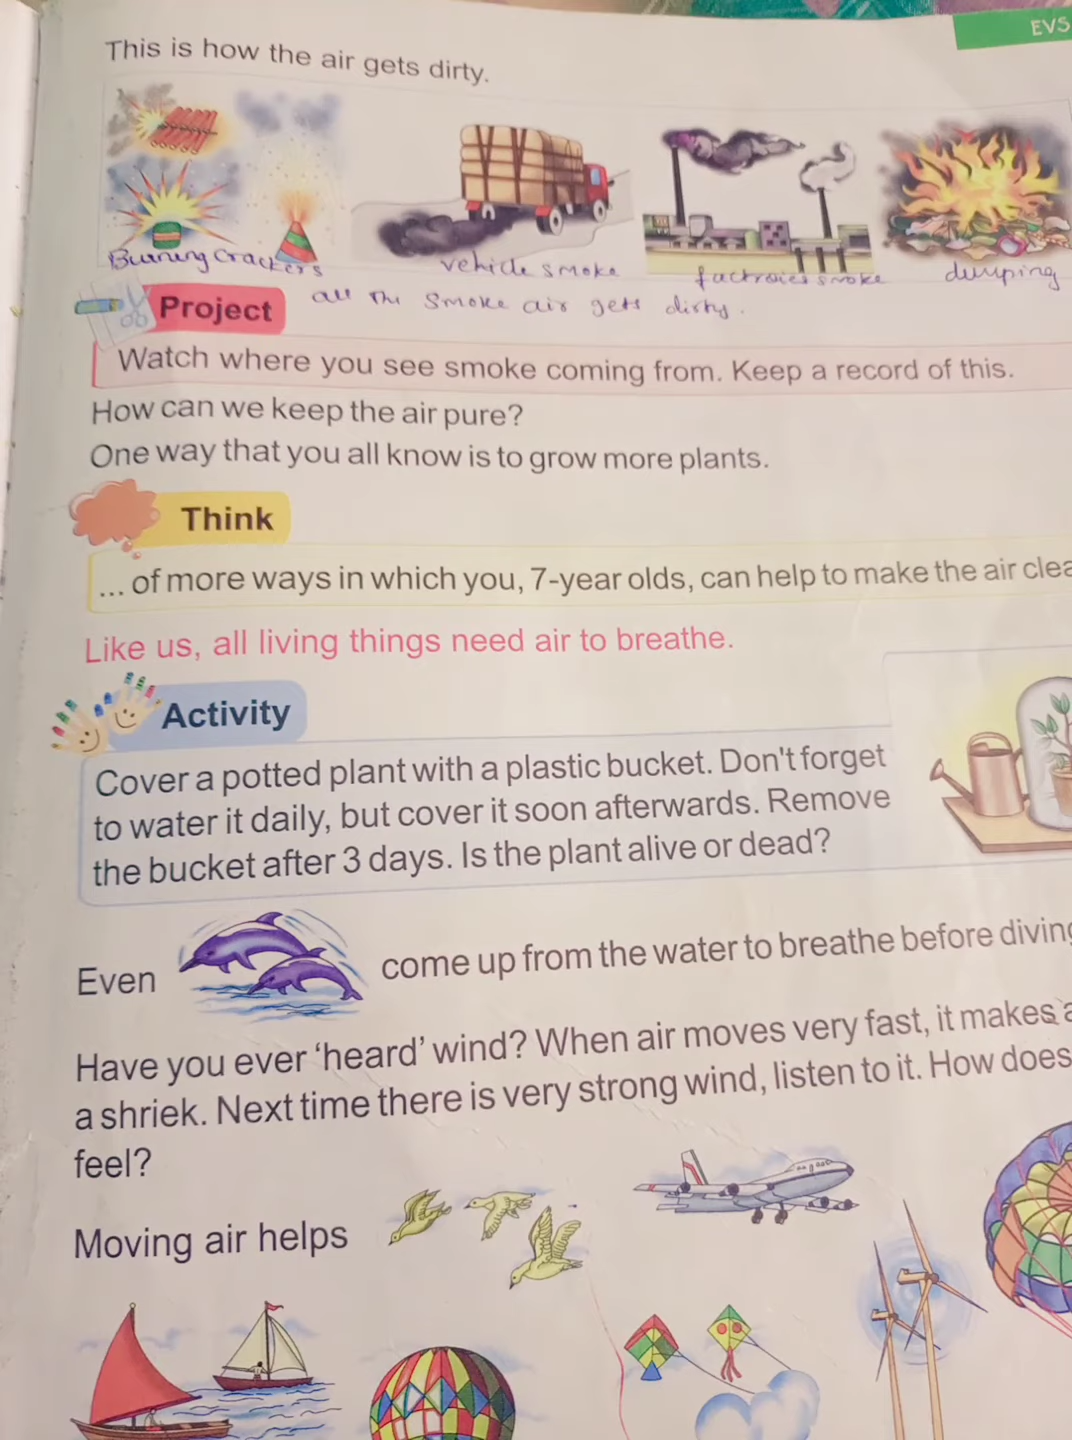 EVS
This is how the air gets dirty.
Burning Crackers
vehicle smoke
factroies smoke
dumping
all the smoke air gets dirty.
Project
Watch where you see smoke coming from. Keep a record of this.
How can we keep the air pure?
One way that you all know is to grow more plants.
Think
... of more ways in which you, 7-year olds, can help to make the air clea
Like us, all living things need air to breathe.
Activity
Cover a potted plant with a plastic bucket. Don't forget
to water it daily, but cover it soon afterwards. Remove
the bucket after 3 days. Is the plant alive or dead?
Even come up from the water to breathe before diving
Have you ever ‘heard’ wind? When air moves very fast, it makes a
a shriek. Next time there is very strong wind, listen to it. How does
feel?
Moving air helps